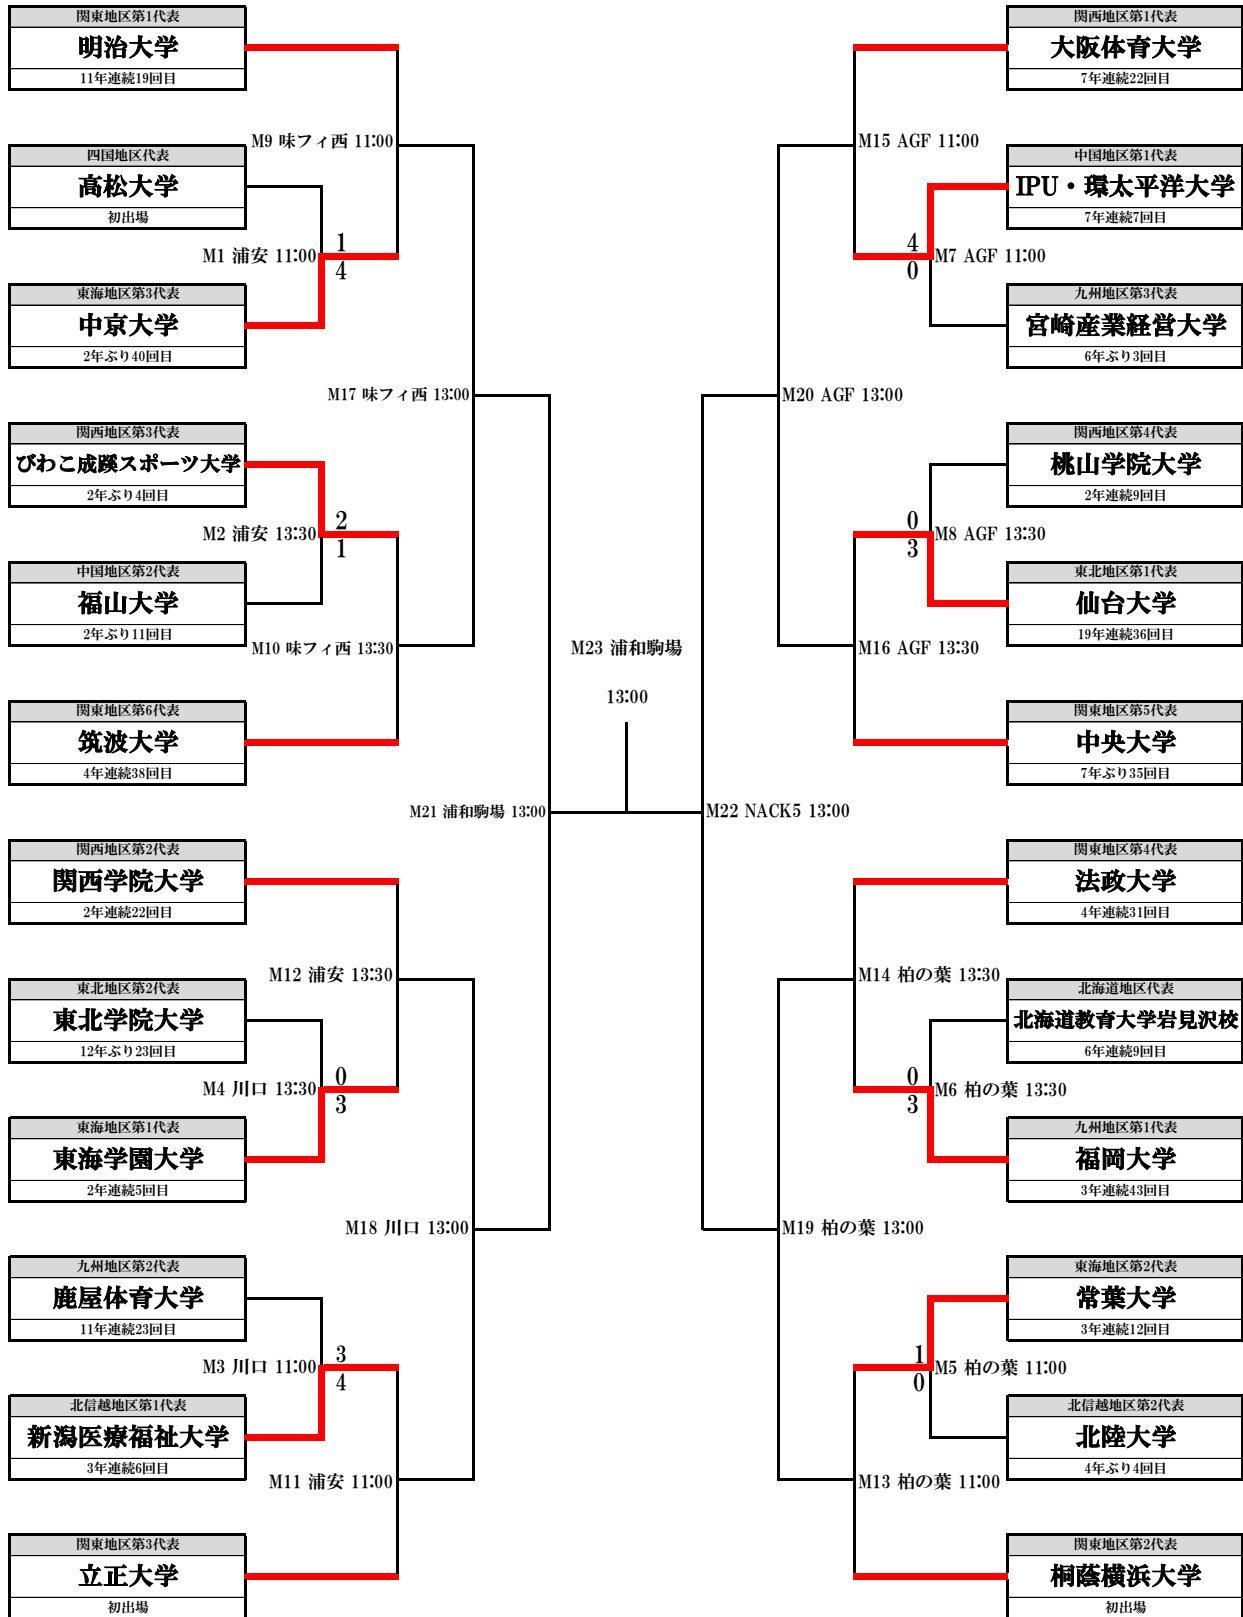 関東地区第1代表
明治大学
11年連続19回目
M9 味フィ西 11:00
四国地区代表
高松大学
初出場
M1 浦安 11:00
1
4
東海地区第3代表
中京大学
2年ぶり40回目
M17 味フィ西 13:00
関西地区第3代表
びわこ成蹊スポーツ大学
2年ぶり4回目
M2 浦安 13:30
2
1
中国地区第2代表
福山大学
2年ぶり11回目
M10 味フィ西 13:30
関東地区第6代表
筑波大学
4年連続38回目
M21 浦和駒場 13:00
関西地区第2代表
関西学院大学
2年連続22回目
M12 浦安 13:30
東北地区第2代表
東北学院大学
12年ぶり23回目
M4 川口 13:30
0
3
東海地区第1代表
東海学園大学
2年連続5回目
M18 川口 13:00
九州地区第2代表
鹿屋体育大学
11年連続23回目
M3 川口 11:00
3
4
北信越地区第1代表
新潟医療福祉大学
3年連続6回目
M11 浦安 11:00
関東地区第3代表
立正大学
初出場
M23 浦和駒場
13:00
関西地区第1代表
大阪体育大学
7年連続22回目
M15 AGF 11:00
中国地区第1代表
IPU・環太平洋大学
7年連続7回目
4
0
M7 AGF 11:00
九州地区第3代表
宮崎産業経営大学
6年ぶり3回目
M20 AGF 13:00
関西地区第4代表
桃山学院大学
2年連続9回目
0
3
M8 AGF 13:30
東北地区第1代表
仙台大学
19年連続36回目
M16 AGF 13:30
関東地区第5代表
中央大学
7年ぶり35回目
M22 NACK5 13:00
関東地区第4代表
法政大学
4年連続31回目
M14 柏の葉 13:30
北海道地区代表
北海道教育大学岩見沢校
6年連続9回目
0
3
M6 柏の葉 13:30
九州地区第1代表
福岡大学
3年連続43回目
M19 柏の葉 13:00
東海地区第2代表
常葉大学
3年連続12回目
1
0
M5 柏の葉 11:00
北信越地区第2代表
北陸大学
4年ぶり4回目
M13 柏の葉 11:00
関東地区第2代表
桐蔭横浜大学
初出場